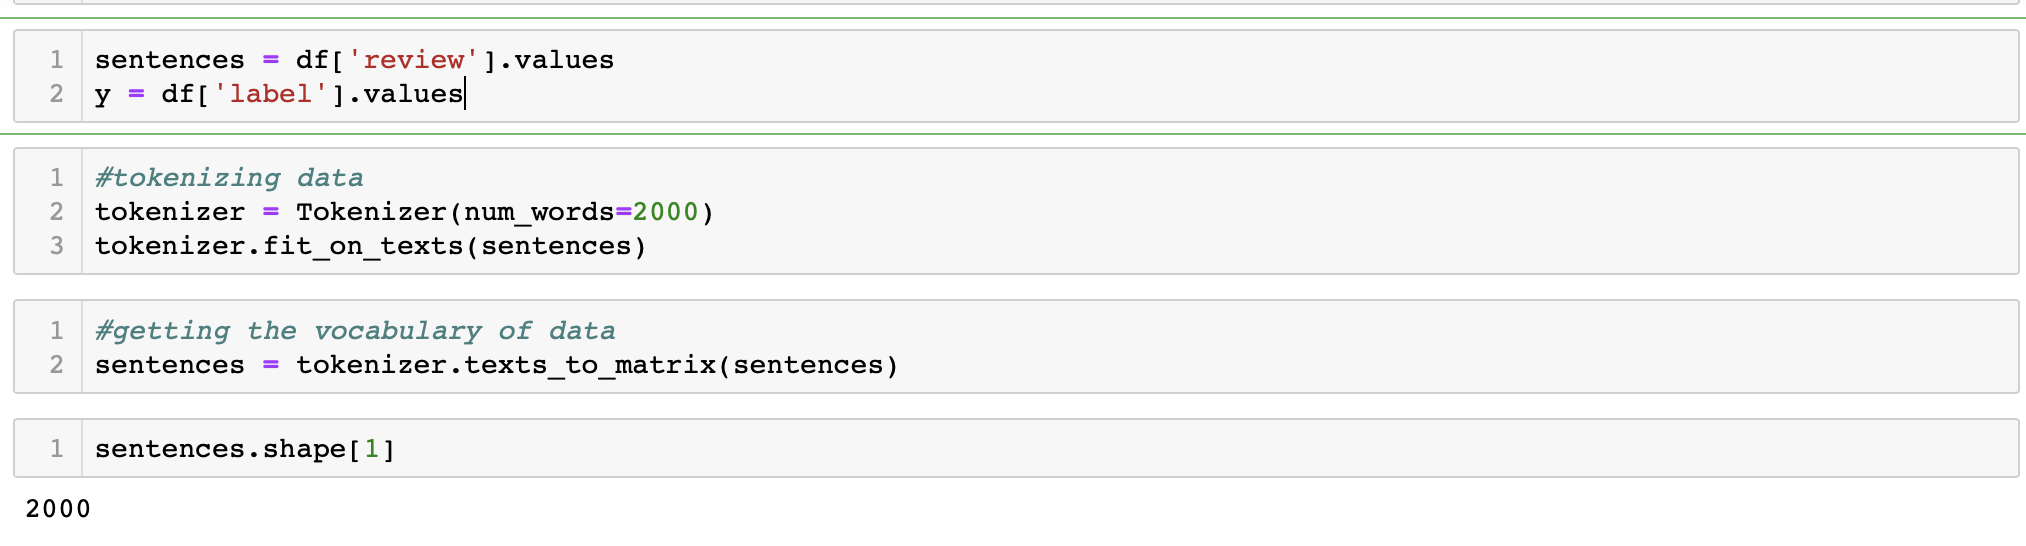 1 sentences = df['review'].values
2 y = df['label'].values
1 #tokenizing data
2 tokenizer = Tokenizer(num_words=2000)
3 tokenizer.fit_on_texts(sentences)
1 #getting the vocabulary of data
2 sentences = tokenizer.texts_to_matrix(sentences)
1 sentences.shape[1]
2000